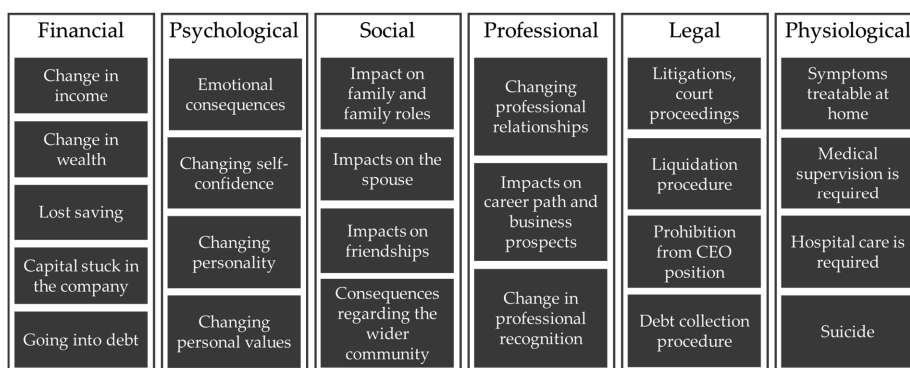 Financial
Change in
income
Change in
wealth
Lost saving
Capital stuck in
the company
Going into debt
Psychological
Emotional
consequences
Changing self-
confidence
Changing
personality
Changing
personal values
Social
Impact on
family and
family roles
Impacts on the
spouse
Impacts on
friendships
Consequences
regarding the
wider
community
Professional
Changing
professional
relationships
Impacts on
career path and
business
prospects
Change in
professional
recognition
Legal
Litigations,
court
proceedings
Liquidation
procedure
Prohibition
from CEO
position
Debt collection
procedure
Physiological
Symptoms
treatable at
home
Medical
supervision is
required
Hospital care is
required
Suicide